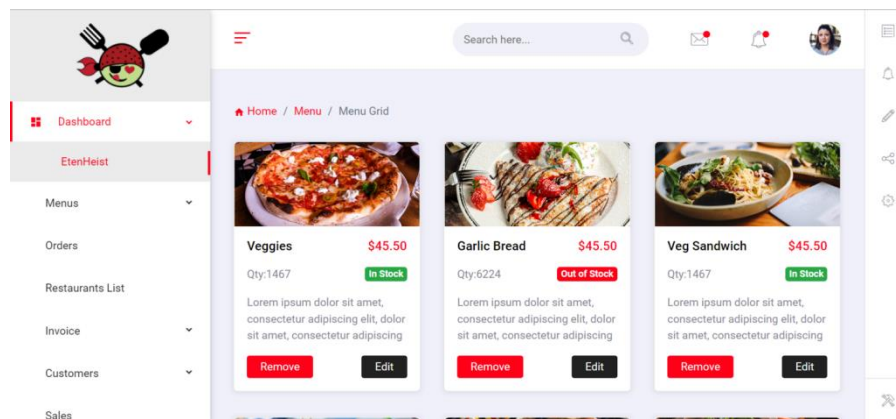 Search here...
Dashboard
EtenHeist
Menus
Orders
Restaurants List
Invoice
Customers
Sales
Home / Menu / Menu Grid
Veggies $45.50
Qty:1467 In Stock
Lorem ipsum dolor sit amet,
consectetur adipiscing elit, dolor
sit amet, consectetur adipiscing
Remove Edit
Garlic Bread $45.50
Qty:6224 Out of Stock
Lorem ipsum dolor sit amet,
consectetur adipiscing elit, dolor
sit amet, consectetur adipiscing
Remove Edit
Veg Sandwich $45.50
Qty:1467 In Stock
Lorem ipsum dolor sit amet,
consectetur adipiscing elit, dolor
sit amet, consectetur adipiscing
Remove Edit